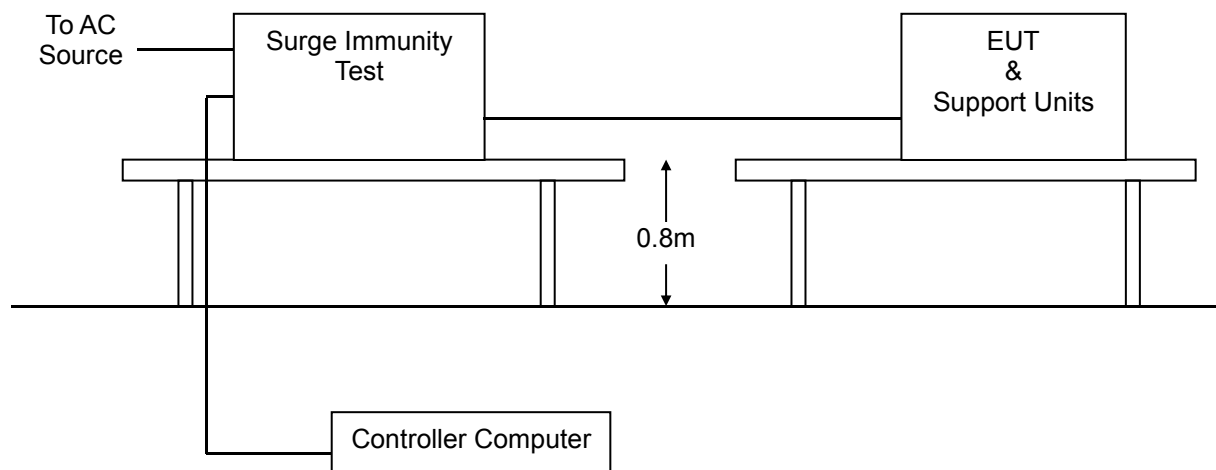 To AC
Source
Surge Immunity
Test
EUT
&
Support Units
0.8m
Controller Computer